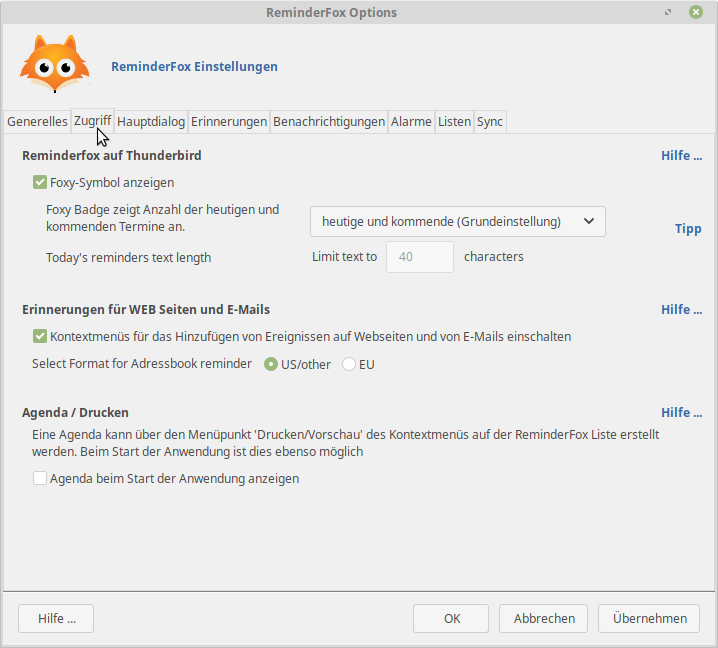 ReminderFox Options
ReminderFox Einstellungen
Generelles Zugriff Hauptdialog Erinnerungen Benachrichtigungen Alarme Listen Sync
Reminderfox auf Thunderbird Hilfe ...
Foxy-Symbol anzeigen
Foxy Badge zeigt Anzahl der heutigen und
kommenden Termine an.
heutige und kommende (Grundeinstellung)
Tipp
Today's reminders text length Limit text to 40 characters
Erinnerungen für WEB Seiten und E-Mails Hilfe ...
Kontextmenüs für das Hinzufügen von Ereignissen auf Webseiten und von E-Mails einschalten
Select Format for Adressbook reminder US/other EU
Agenda / Drucken Hilfe ...
Eine Agenda kann über den Menüpunkt 'Drucken/Vorschau' des Kontextmenüs auf der ReminderFox Liste erstellt
werden. Beim Start der Anwendung ist dies ebenso möglich
Agenda beim Start der Anwendung anzeigen
Hilfe ... OK Abbrechen Übernehmen